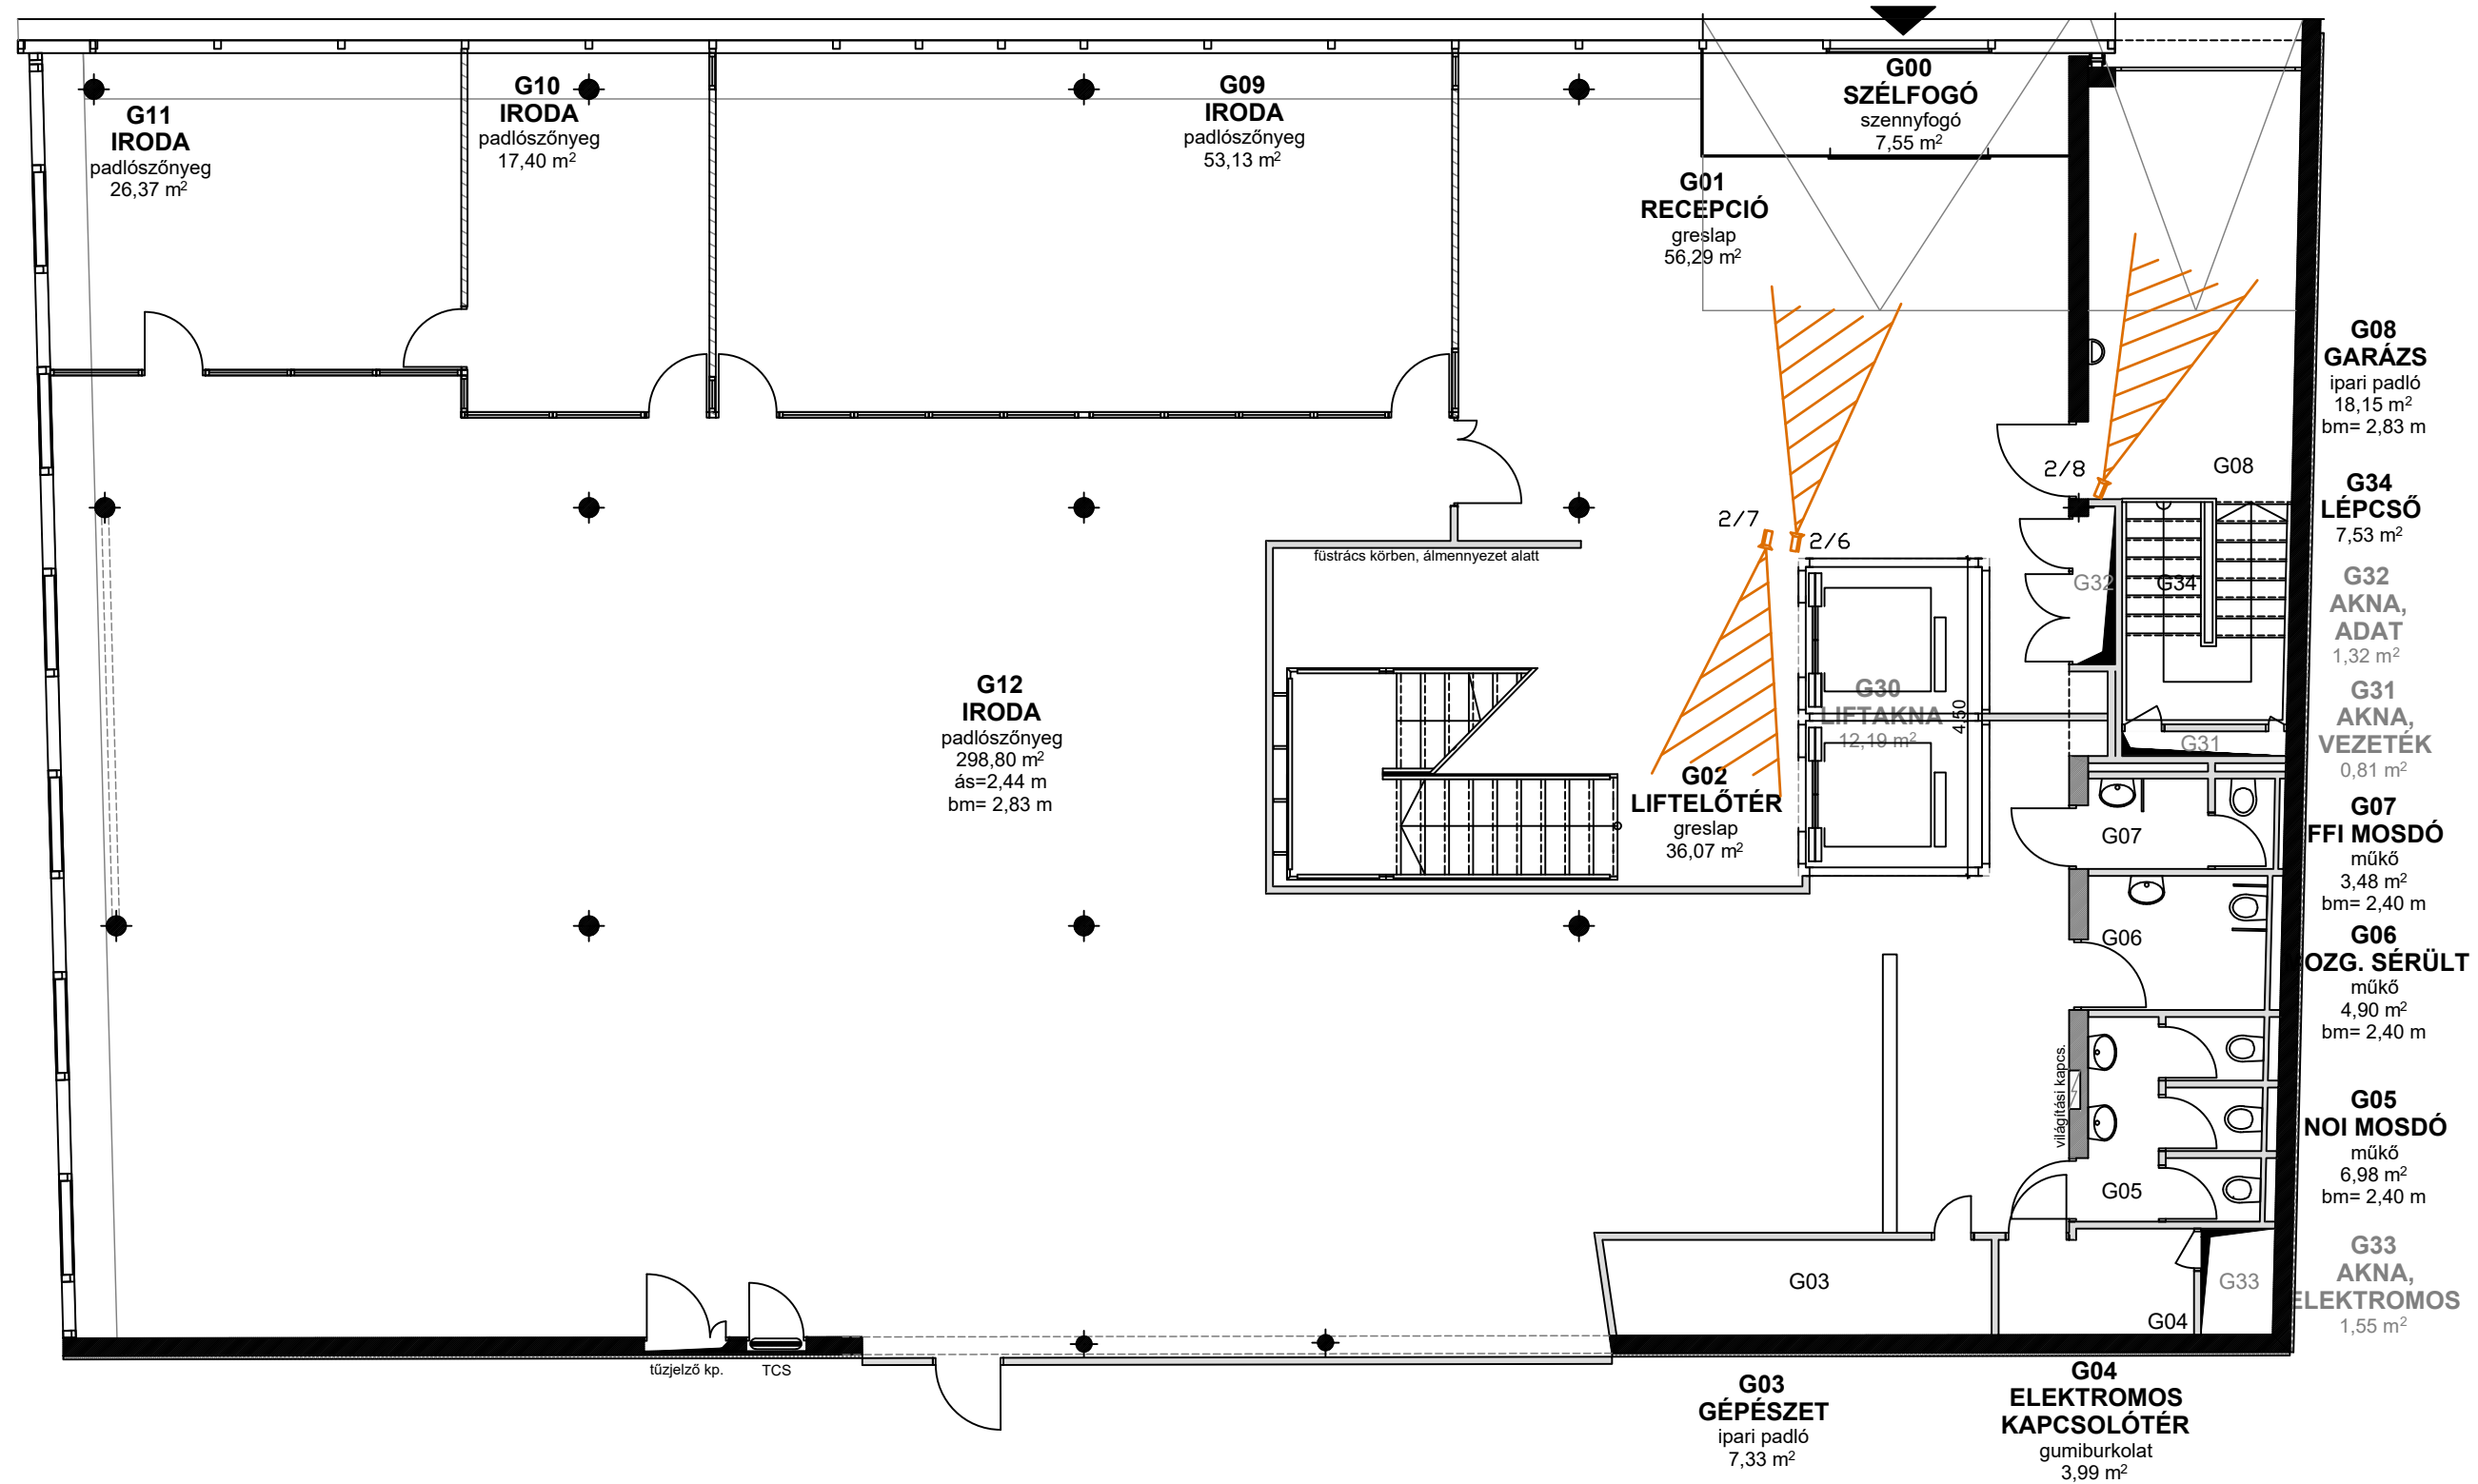 G11
IRODA
padlószőnyeg
26,37 m²
G10
IRODA
padlószőnyeg
17,40 m²
G09
IRODA
padlószőnyeg
53,13 m²
G00
SZÉLFOGÓ
szennyfogó
7,55 m²
G01
RECEPCIÓ
greslap
56,29 m²
G08
GARÁZS
ipari padló
18,15 m²
bm= 2,83 m
2/8
G08
G34
LÉPCSŐ
7,53 m²
2/7
2/6
füstrács körben, álmennyezet alatt
G32
G34
G32
AKNA,
ADAT
1,32 m²
G12
IRODA
padlószőnyeg
298,80 m²
ás=2,44 m
bm= 2,83 m
G30
LIFTAKNA
12,19 m²
4,50
G31
G31
AKNA,
VEZETÉK
0,81 m²
G02
LIFTELŐTÉR
greslap
36,07 m²
G07
G07
FFI MOSDÓ
műkő
3,48 m²
bm= 2,40 m
G06
G06
OZG. SÉRÜLT
műkő
4,90 m²
bm= 2,40 m
világítási kapcs.
G05
G05
NOI MOSDÓ
műkő
6,98 m²
bm= 2,40 m
G03
G04
G33
G33
AKNA,
ELEKTROMOS
1,55 m²
tűzjelző kp.
TCS
G03
GÉPÉSZET
ipari padló
7,33 m²
G04
ELEKTROMOS
KAPCSOLÓTÉR
gumiburkolat
3,99 m²